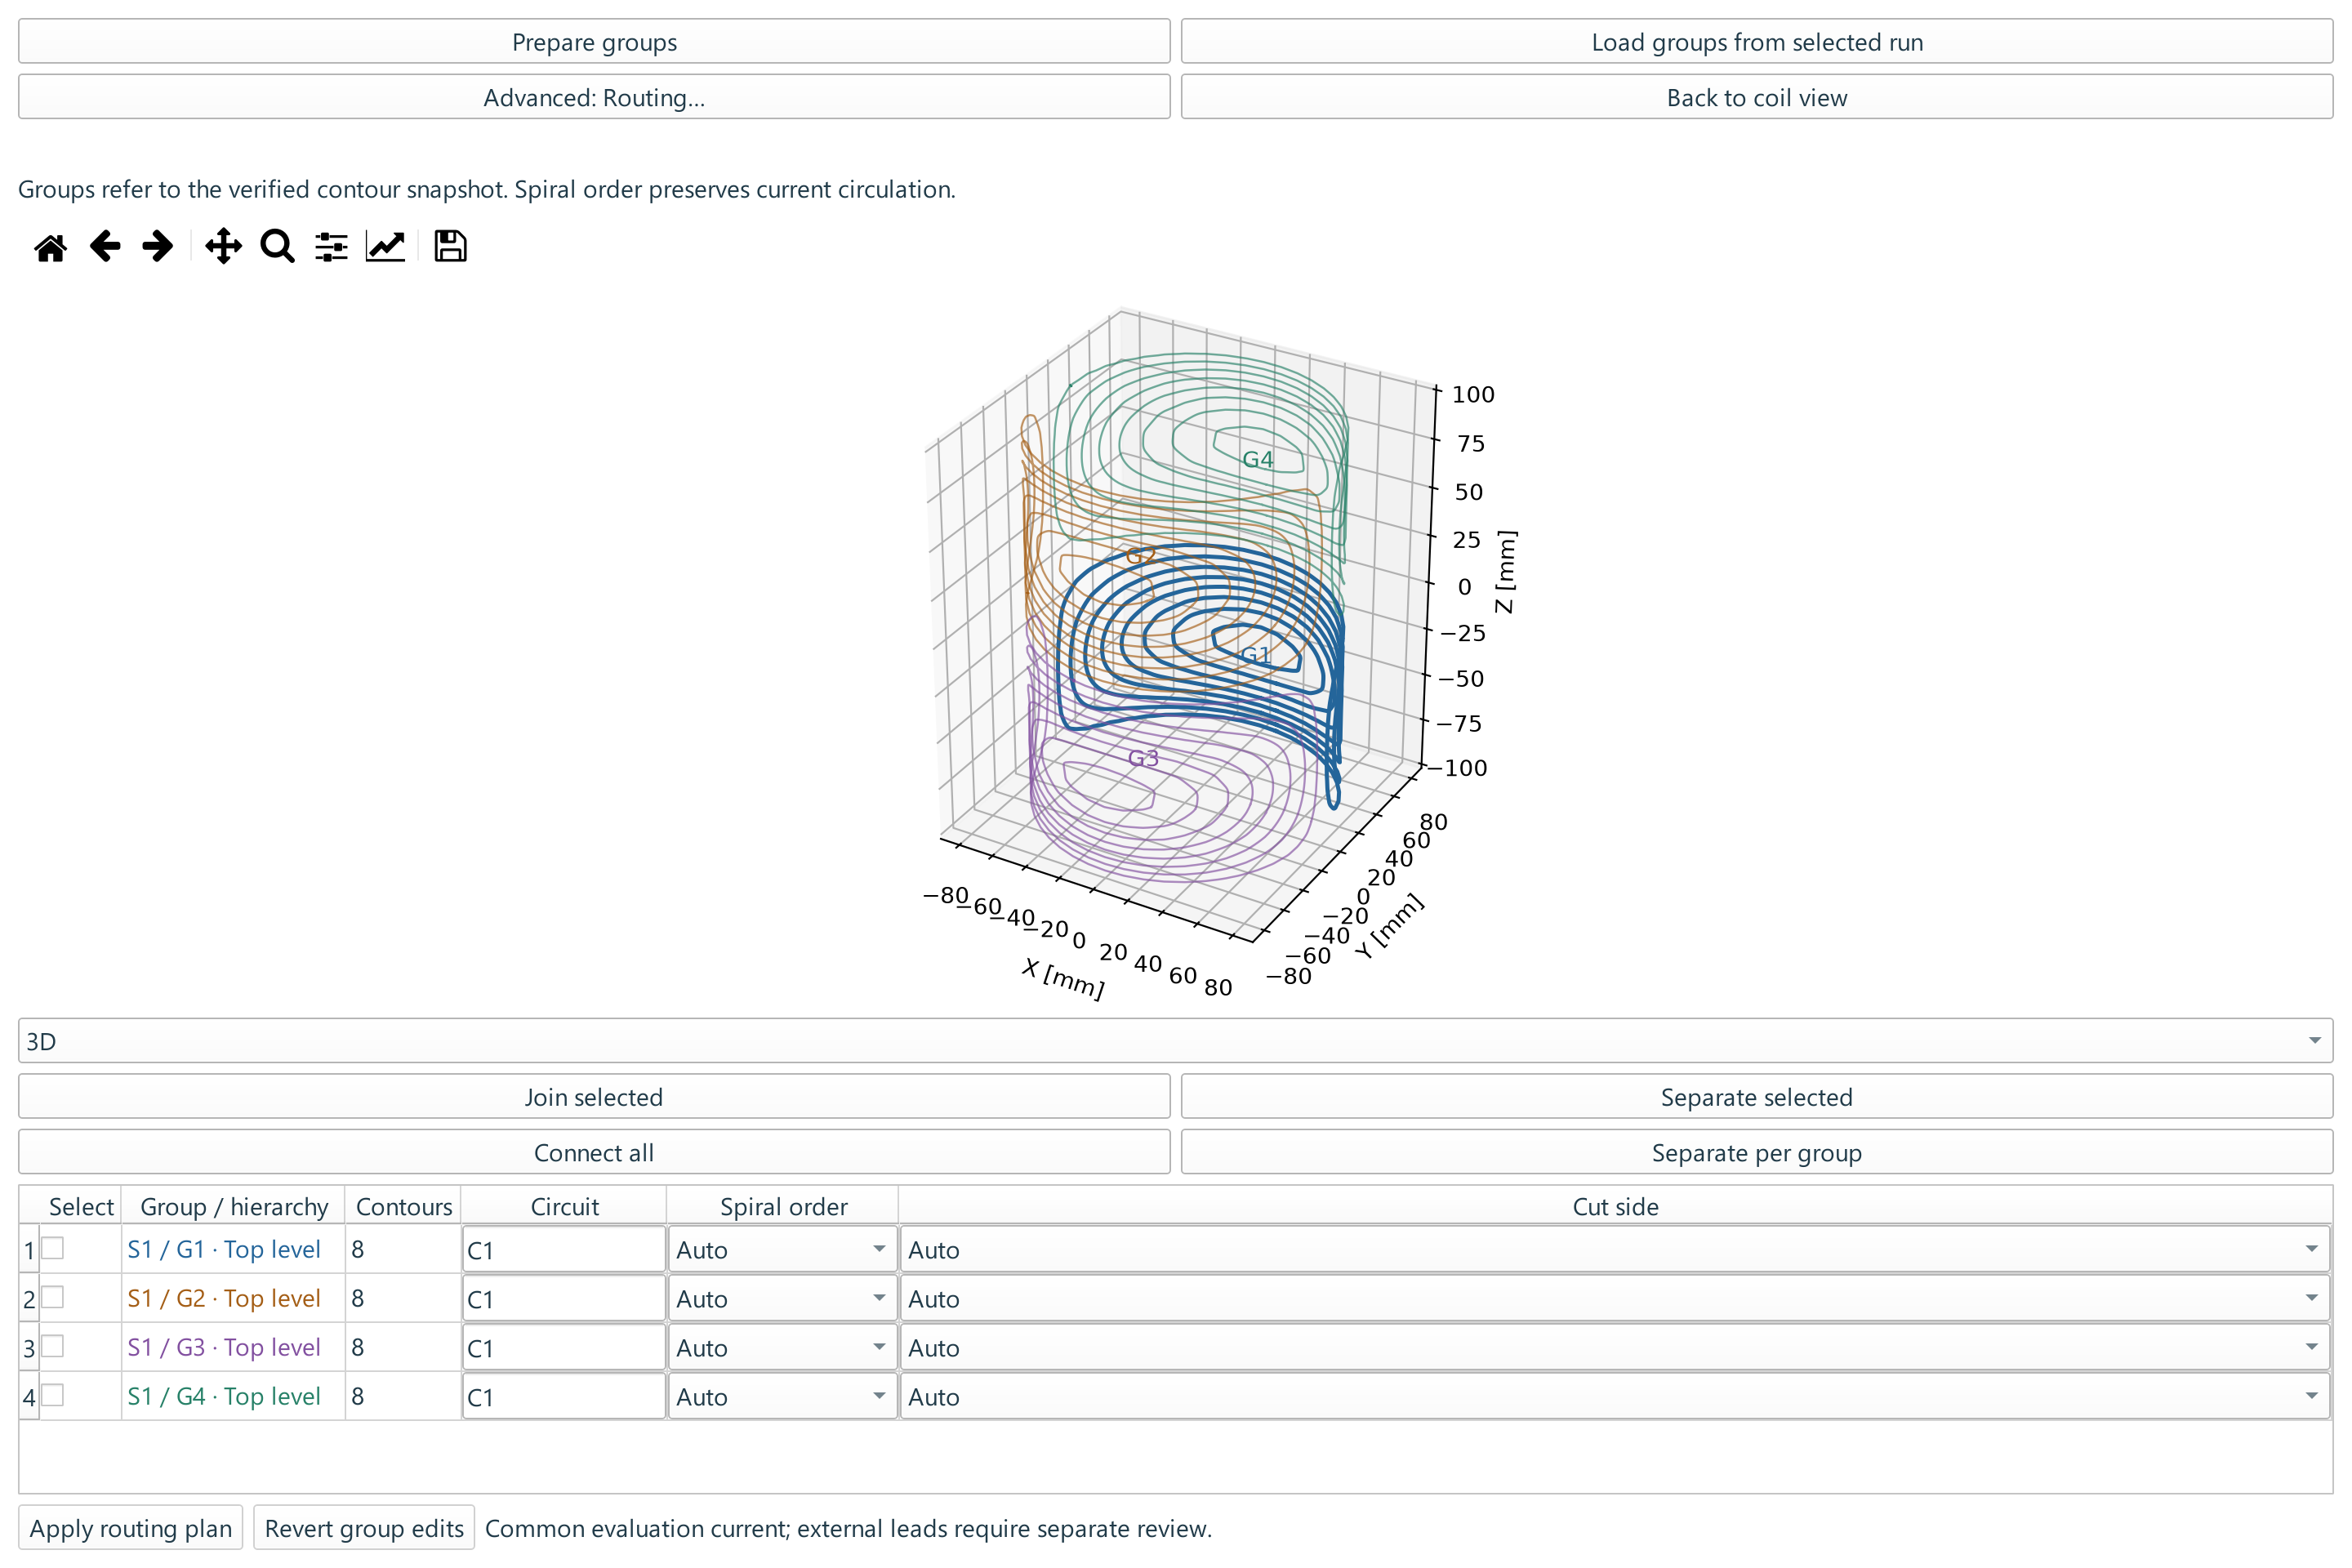 Prepare groups
Load groups from selected run
Advanced: Routing...
Back to coil view
Groups refer to the verified contour snapshot. Spiral order preserves current circulation.
G4
G2
G1
G3
100
75
50
25
0
−25
−50
−75
−100
Z [mm]
−80
−60
−40
−20
0
20
40
60
80
X [mm]
80
60
40
20
0
−20
−40
−60
−80
Y [mm]
3D
Join selected
Separate selected
Connect all
Separate per group
Select Group / hierarchy Contours Circuit Spiral order Cut side
1 S1 / G1 · Top level 8 C1 Auto Auto
2 S1 / G2 · Top level 8 C1 Auto Auto
3 S1 / G3 · Top level 8 C1 Auto Auto
4 S1 / G4 · Top level 8 C1 Auto Auto
Apply routing plan Revert group edits Common evaluation current; external leads require separate review.